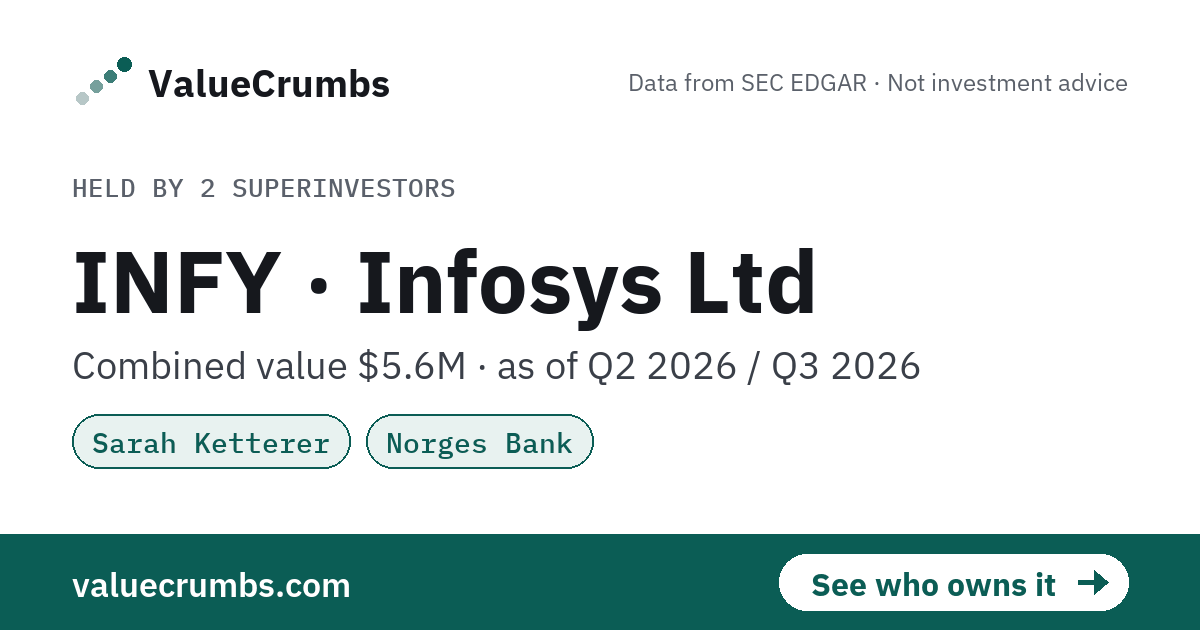 ValueCrumbs
Data from SEC EDGAR · Not investment advice
HELD BY 2 SUPERINVESTORS
INFY · Infosys Ltd
Combined value $5.6M · as of Q2 2026 / Q3 2026
Sarah Ketterer
Norges Bank
valuecrumbs.com
See who owns it →